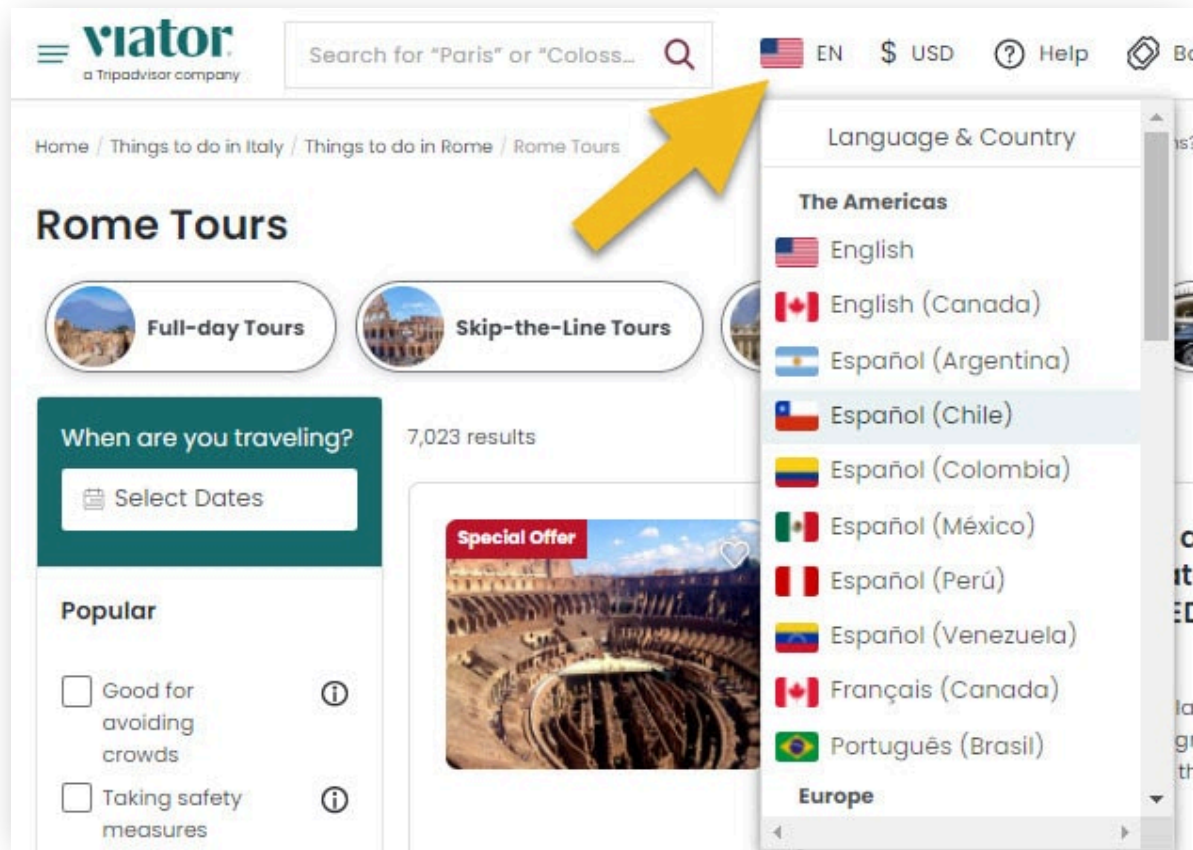 viator
a Tripadvisor company
Search for “Paris” or “Coloss...
EN
$ USD
? Help
Home / Things to do in Italy / Things to do in Rome / Rome Tours
Rome Tours
Full-day Tours
Skip-the-Line Tours
When are you traveling?
Select Dates
7,023 results
Special Offer
Popular
Good for
avoiding
crowds
Taking safety
measures
Language & Country
The Americas
English
English (Canada)
Español (Argentina)
Español (Chile)
Español (Colombia)
Español (México)
Español (Perú)
Español (Venezuela)
Français (Canada)
Português (Brasil)
Europe